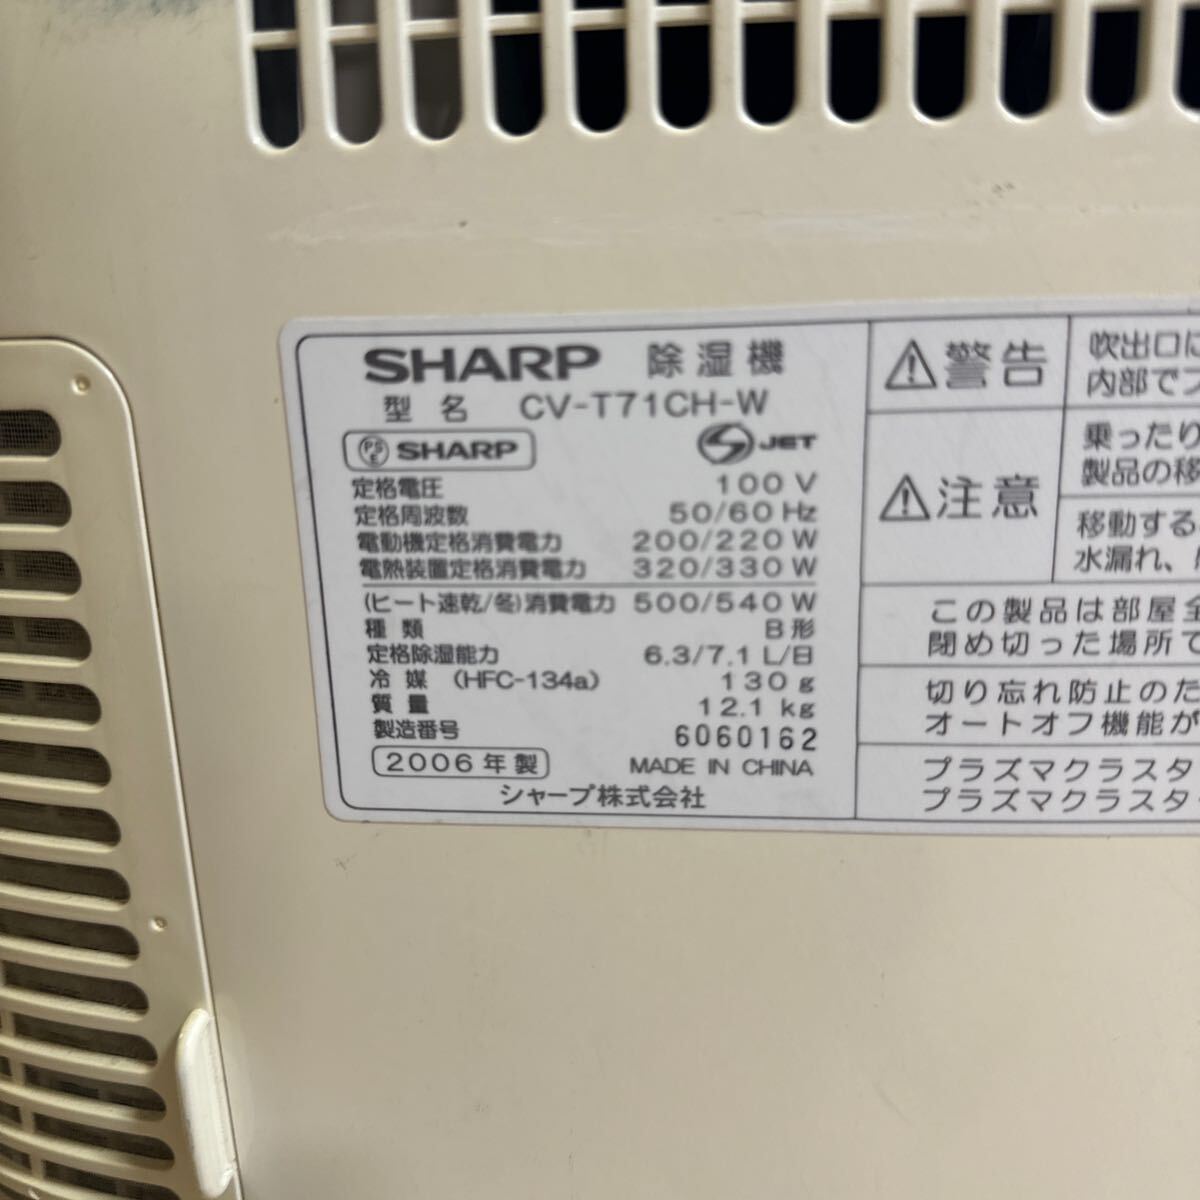 SHARP 除湿機
型名 CV-T71CH-W
PSE SHARP JET
定格電圧 100 V
定格周波数 50/60 Hz
電動機定格消費電力 200/220 W
電熱装置定格消費電力 320/330 W
(ヒート速乾/冬)消費電力 500/540 W
種類 B形
定格除湿能力 6.3/7.1 L/日
冷媒 (HFC-134a) 130 g
質量 12.1 kg
製造番号 6060162
2006年製 MADE IN CHINA
シャープ株式会社
警告
吹出口に
内部でフ
注意
乗ったり
製品の移
移動する
水漏れ、
この製品は部屋全
閉め切った場所で
切り忘れ防止のた
オートオフ機能が
プラズマクラスタ
プラズマクラスター